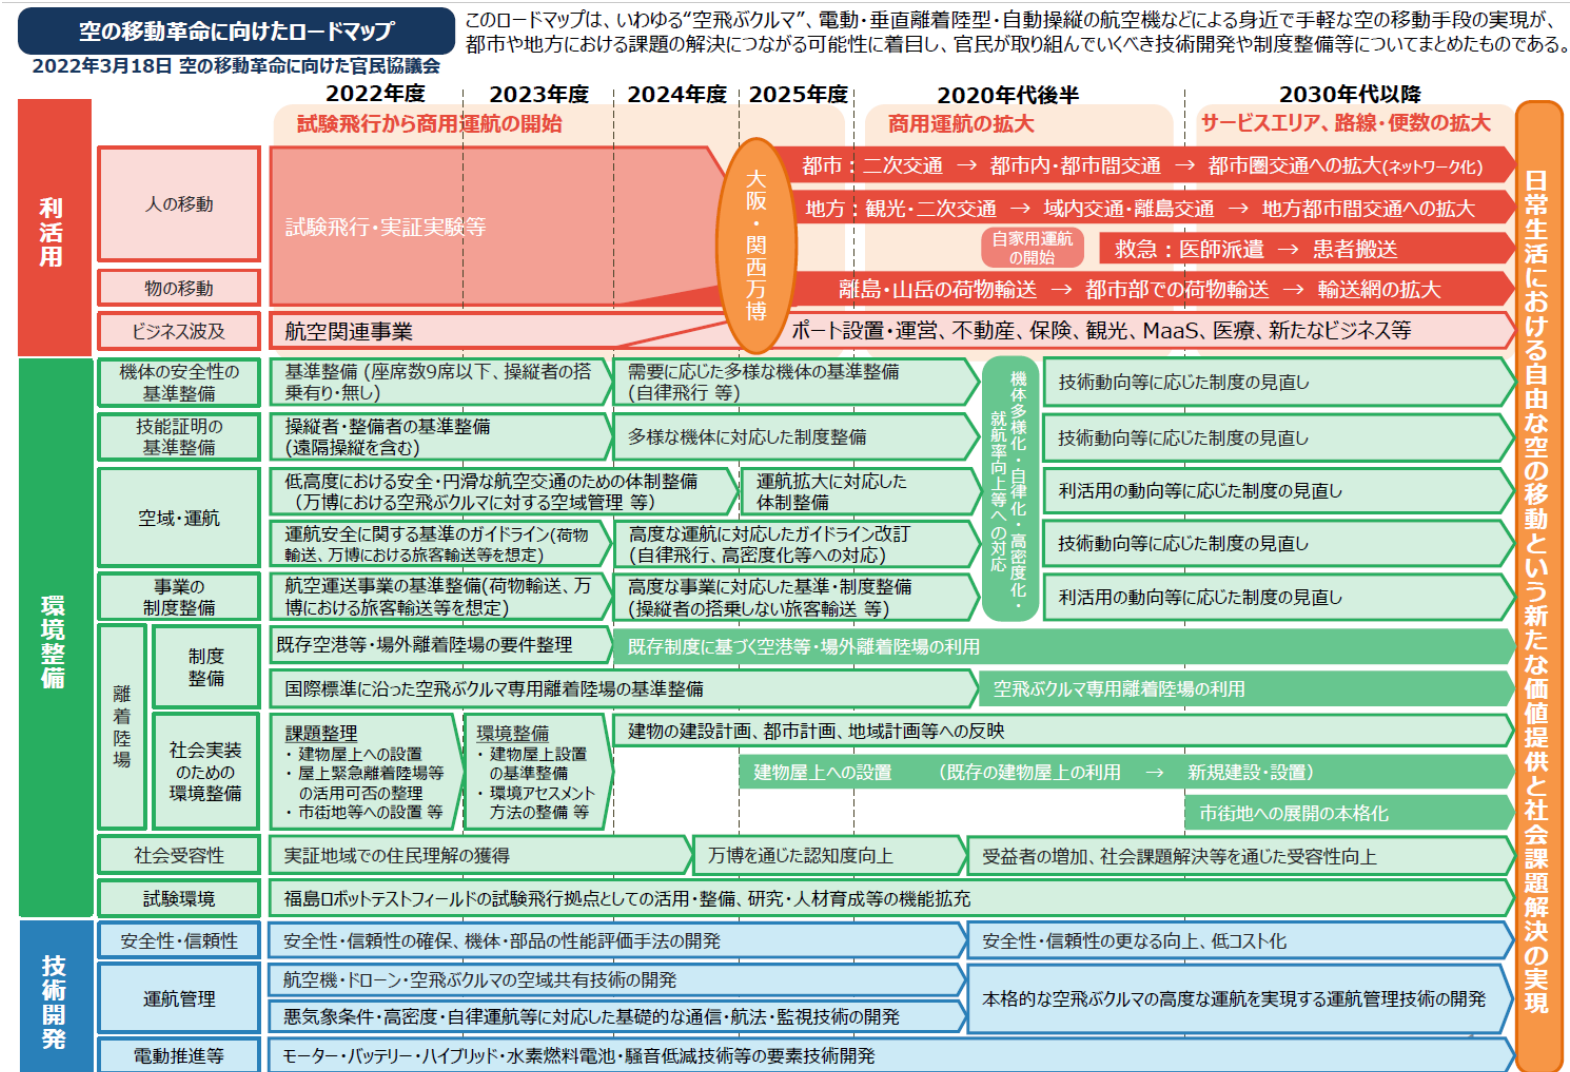 空の移動革命に向けたロードマップ
2022年3月18日 空の移動革命に向けた官民協議会
このロードマップは、いわゆる“空飛ぶクルマ”、電動・垂直離着陸型・自動操縦の航空機などによる身近で手軽な空の移動手段の実現が、
都市や地方における課題の解決につながる可能性に着目し、官民が取り組んでいくべき技術開発や制度整備等についてまとめたものである。
2022年度
2023年度
2024年度
2025年度
2020年代後半
2030年代以降
試験飛行から商用運航の開始
商用運航の拡大
サービスエリア、路線・便数の拡大
利活用
人の移動
試験飛行・実証実験等
大阪・関西万博
都市：二次交通 → 都市内・都市間交通 → 都市圏交通への拡大(ネットワーク化)
地方：観光・二次交通 → 域内交通・離島交通 → 地方都市間交通への拡大
自家用運航
の開始
救急：医師派遣 → 患者搬送
物の移動
離島・山岳の荷物輸送 → 都市部での荷物輸送 → 輸送網の拡大
ビジネス波及
航空関連事業
ポート設置・運営、不動産、保険、観光、MaaS、医療、新たなビジネス等
環境整備
機体の安全性の
基準整備
基準整備 (座席数9席以下、操縦者の搭
乗有り・無し)
需要に応じた多様な機体の基準整備
(自律飛行 等)
機体多様化・自律化・高密度化・
就航率向上等への対応
技術動向等に応じた制度の見直し
技能証明の
基準整備
操縦者・整備者の基準整備
(遠隔操縦を含む)
多様な機体に対応した制度整備
技術動向等に応じた制度の見直し
空域・運航
低高度における安全・円滑な航空交通のための体制整備
（万博における空飛ぶクルマに対する空域管理 等）
運航拡大に対応した
体制整備
利活用の動向等に応じた制度の見直し
運航安全に関する基準のガイドライン(荷物
輸送、万博における旅客輸送等を想定)
高度な運航に対応したガイドライン改訂
(自律飛行、高密度化等への対応)
技術動向等に応じた制度の見直し
事業の
制度整備
航空運送事業の基準整備(荷物輸送、万
博における旅客輸送等を想定)
高度な事業に対応した基準・制度整備
(操縦者の搭乗しない旅客輸送 等)
利活用の動向等に応じた制度の見直し
離着陸場
制度
整備
既存空港等・場外離着陸場の要件整理
既存制度に基づく空港等・場外離着陸場の利用
国際標準に沿った空飛ぶクルマ専用離着陸場の基準整備
空飛ぶクルマ専用離着陸場の利用
社会実装
のための
環境整備
課題整理
・ 建物屋上への設置
・ 屋上緊急離着陸場等
の活用可否の整理
・ 市街地等への設置 等
環境整備
・ 建物屋上設置
の基準整備
・ 環境アセスメント
方法の整備 等
建物の建設計画、都市計画、地域計画等への反映
建物屋上への設置 （既存の建物屋上の利用 → 新規建設・設置）
市街地への展開の本格化
社会受容性
実証地域での住民理解の獲得
万博を通じた認知度向上
受益者の増加、社会課題解決等を通じた受容性向上
試験環境
福島ロボットテストフィールドの試験飛行拠点としての活用・整備、研究・人材育成等の機能拡充
技術開発
安全性・信頼性
安全性・信頼性の確保、機体・部品の性能評価手法の開発
安全性・信頼性の更なる向上、低コスト化
運航管理
航空機・ドローン・空飛ぶクルマの空域共有技術の開発
悪気象条件・高密度・自律運航等に対応した基礎的な通信・航法・監視技術の開発
本格的な空飛ぶクルマの高度な運航を実現する運航管理技術の開発
電動推進等
モーター・バッテリー・ハイブリッド・水素燃料電池・騒音低減技術等の要素技術開発
日常生活における自由な空の移動という新たな価値提供と社会課題解決の実現